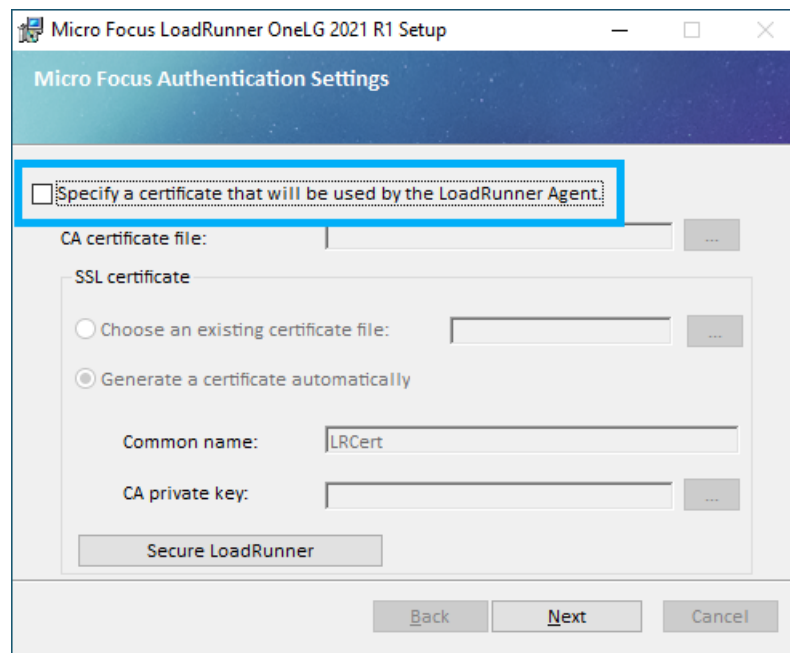 Micro Focus LoadRunner OneLG 2021 R1 Setup
Micro Focus Authentication Settings
Specify a certificate that will be used by the LoadRunner Agent.
CA certificate file:
...
SSL certificate
Choose an existing certificate file:
...
Generate a certificate automatically
Common name:
LRCert
CA private key:
...
Secure LoadRunner
Back
Next
Cancel